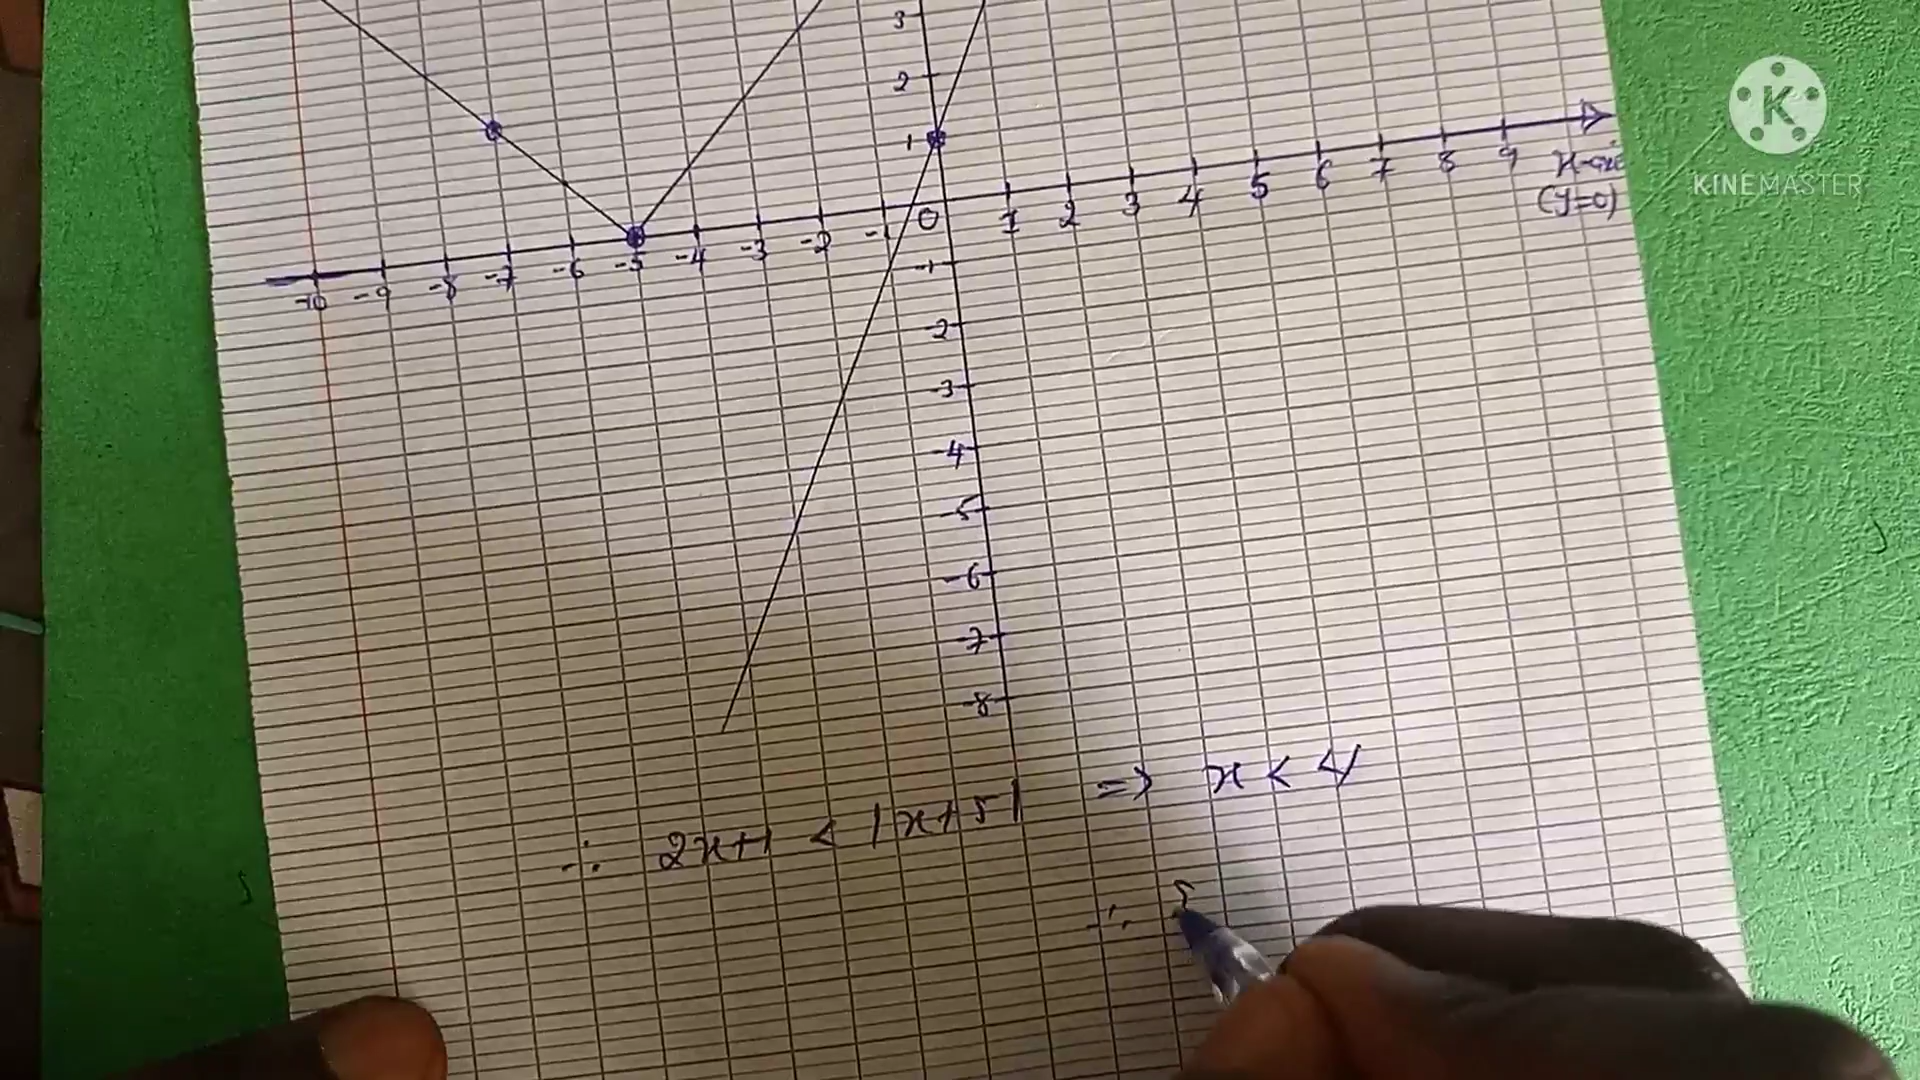 3
2
1
K
KINEMASTER
-10 -9 -8 -7 -6 -5 -4 -3 -2 -1 0 1 2 3 4 5 6 7 8 9
(y=0)
-1
-2
-3
-4
-5
-6
-7
-8
∴ 2x+1 < |x+5| => x < 4
∴ S